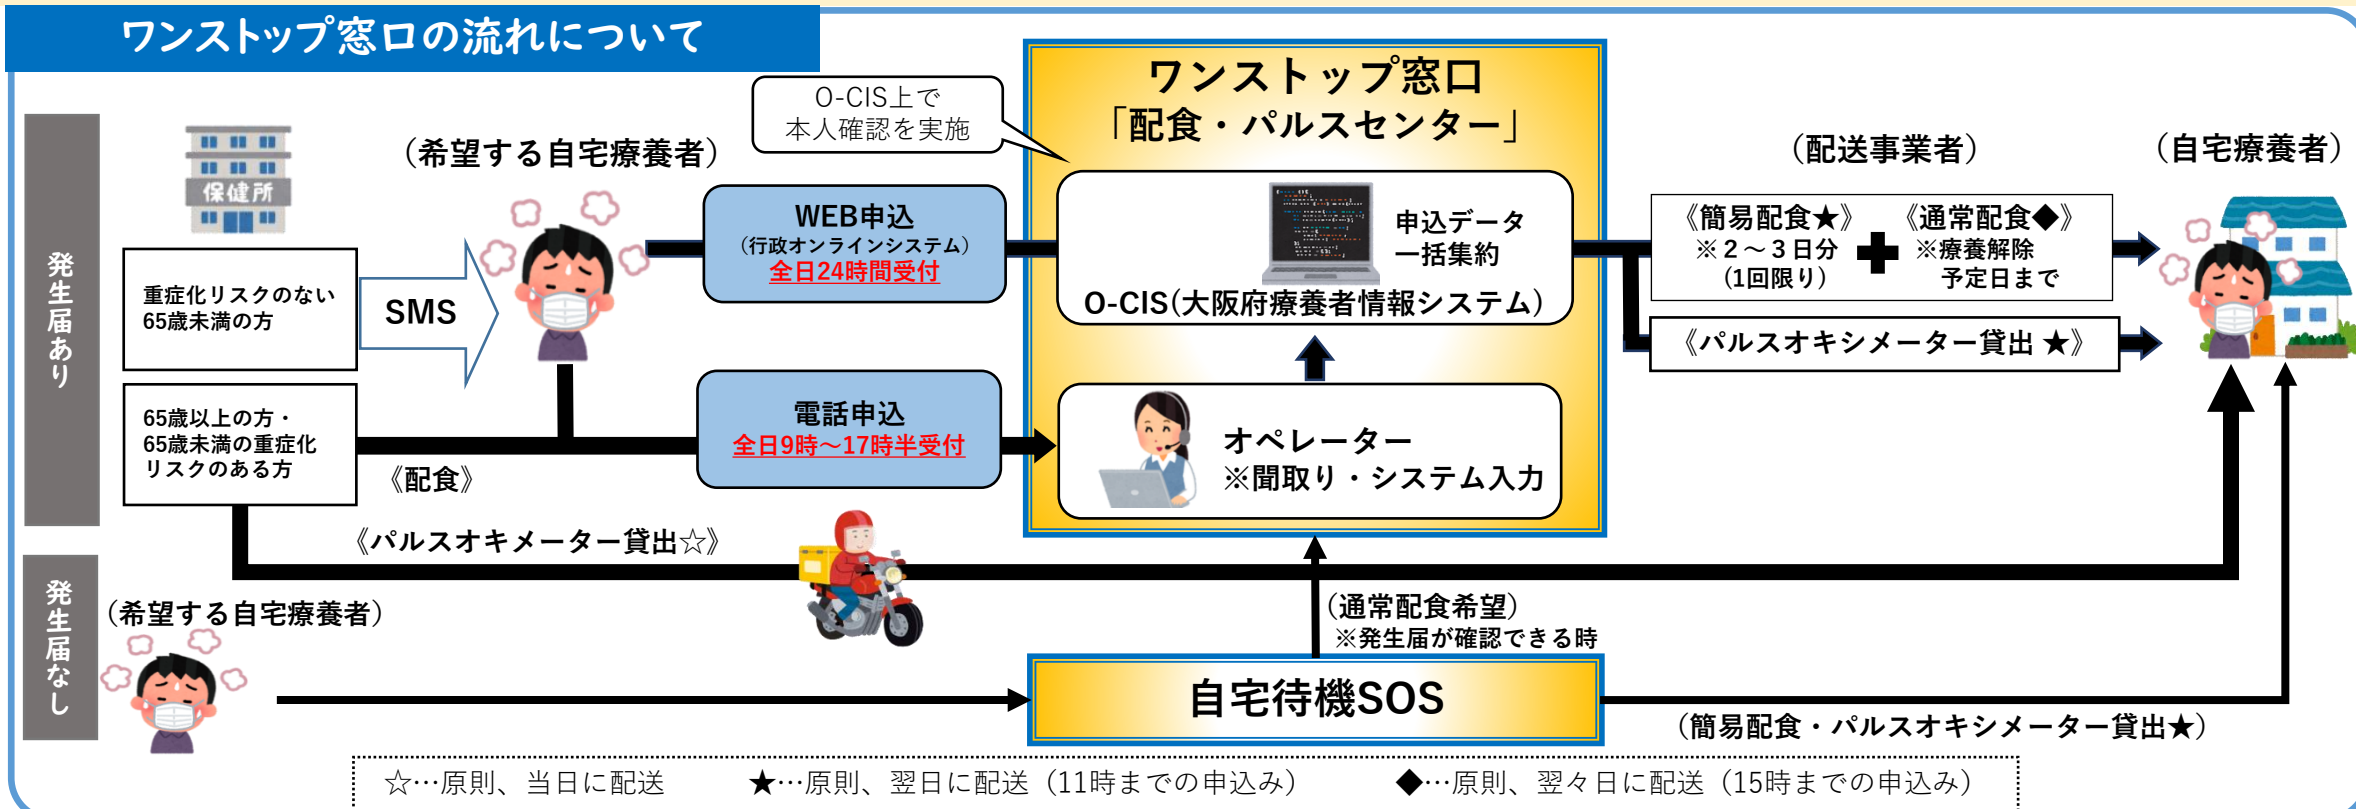 ワンストップ窓口の流れについて
発生届あり
保健所
重症化リスクのない
65歳未満の方
65歳以上の方・
65歳未満の重症化
リスクのある方
SMS
（希望する自宅療養者）
《配食》
《パルスオキメーター貸出☆》
WEB申込
（行政オンラインシステム）
全日24時間受付
電話申込
全日9時～17時半受付
O-CIS上で
本人確認を実施
ワンストップ窓口
「配食・パルスセンター」
申込データ
一括集約
O-CIS(大阪府療養者情報システム)
オペレーター
※聞取り・システム入力
（配送事業者）
《簡易配食★》
※２～３日分
(1回限り)
《通常配食◆》
※療養解除
予定日まで
《パルスオキシメーター貸出 ★》
（自宅療養者）
発生届なし
（希望する自宅療養者）
（通常配食希望）
※発生届が確認できる時
自宅待機SOS
（簡易配食・パルスオキシメーター貸出★）
☆…原則、当日に配送
★…原則、翌日に配送（11時までの申込み）
◆…原則、翌々日に配送（15時までの申込み）